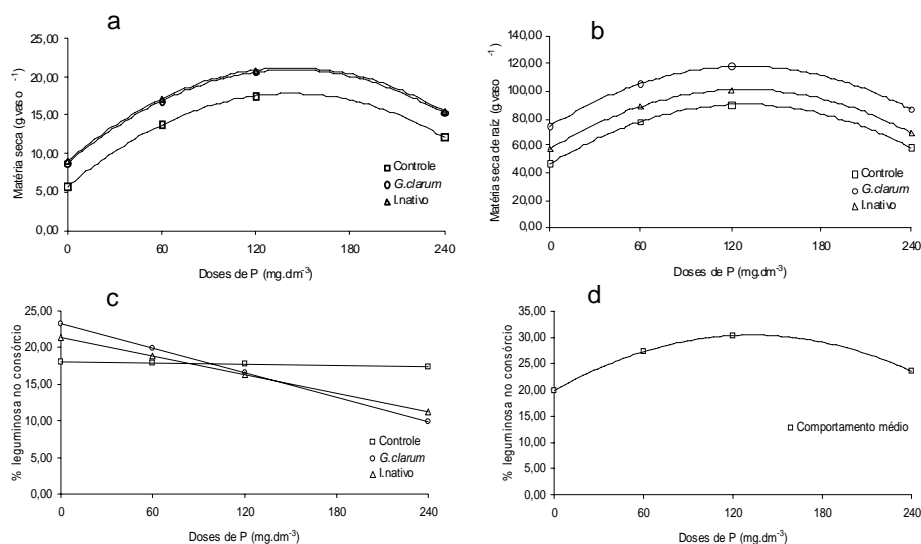 a
Matéria seca (g.vaso -1)
25,00
20,00
15,00
10,00
5,00
0,00
Controle
G.clarum
I.nativo
0 60 120 180 240
Doses de P (mg.dm-3)
b
Matéria seca de raiz (g.vaso -1)
140,00
120,00
100,00
80,00
60,00
40,00
20,00
0,00
Controle
G.clarum
I.nativo
0 60 120 180 240
Doses de P (mg.dm-3)
c
% leguminosa no consórcio
25,00
20,00
15,00
10,00
5,00
0,00
Controle
G.clarum
I.nativo
0 60 120 180 240
Doses de P (mg.dm-3)
d
% leguminosa no consórcio
35,00
30,00
25,00
20,00
15,00
10,00
5,00
0,00
Comportamento médio
0 60 120 180 240
Doses de P (mg.dm-3)